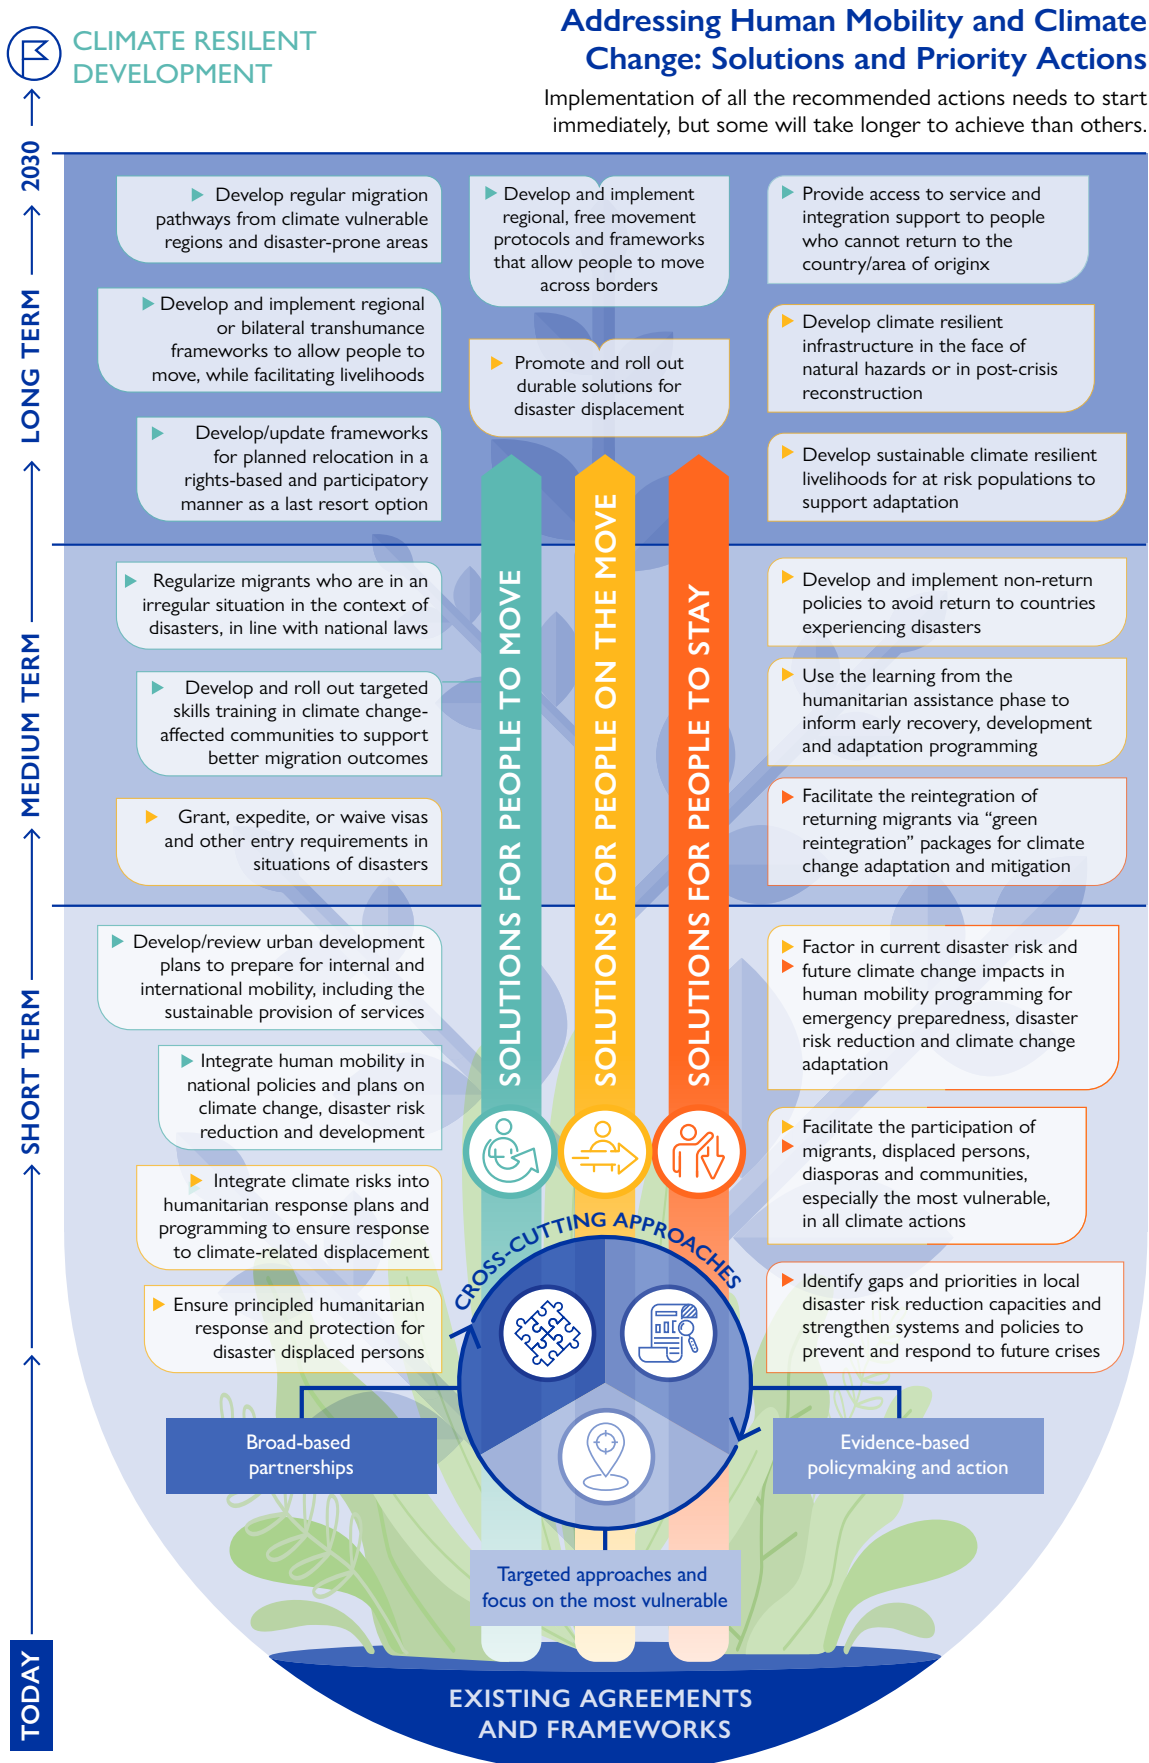 CLIMATE RESILENT
DEVELOPMENT
Addressing Human Mobility and Climate
Change: Solutions and Priority Actions
Implementation of all the recommended actions needs to start
immediately, but some will take longer to achieve than others.
2030
LONG TERM
Develop regular migration
pathways from climate vulnerable
regions and disaster-prone areas
Develop and implement regional
or bilateral transhumance
frameworks to allow people to
move, while facilitating livelihoods
Develop/update frameworks
for planned relocation in a
rights-based and participatory
manner as a last resort option
Develop and implement
regional, free movement
protocols and frameworks
that allow people to move
across borders
Promote and roll out
durable solutions for
disaster displacement
Provide access to service and
integration support to people
who cannot return to the
country/area of originx
Develop climate resilient
infrastructure in the face of
natural hazards or in post-crisis
reconstruction
Develop sustainable climate resilient
livelihoods for at risk populations to
support adaptation
MEDIUM TERM
Regularize migrants who are in an
irregular situation in the context of
disasters, in line with national laws
Develop and roll out targeted
skills training in climate change-
affected communities to support
better migration outcomes
Grant, expedite, or waive visas
and other entry requirements in
situations of disasters
SOLUTIONS FOR PEOPLE TO MOVE
SOLUTIONS FOR PEOPLE ON THE MOVE
SOLUTIONS FOR PEOPLE TO STAY
Develop and implement non-return
policies to avoid return to countries
experiencing disasters
Use the learning from the
humanitarian assistance phase to
inform early recovery, development
and adaptation programming
Facilitate the reintegration of
returning migrants via “green
reintegration” packages for climate
change adaptation and mitigation
SHORT TERM
Develop/review urban development
plans to prepare for internal and
international mobility, including the
sustainable provision of services
Integrate human mobility in
national policies and plans on
climate change, disaster risk
reduction and development
Integrate climate risks into
humanitarian response plans and
programming to ensure response
to climate-related displacement
Ensure principled humanitarian
response and protection for
disaster displaced persons
Factor in current disaster risk and
future climate change impacts in
human mobility programming for
emergency preparedness, disaster
risk reduction and climate change
adaptation
Facilitate the participation of
migrants, displaced persons,
diasporas and communities,
especially the most vulnerable,
in all climate actions
Identify gaps and priorities in local
disaster risk reduction capacities and
strengthen systems and policies to
prevent and respond to future crises
CROSS-CUTTING APPROACHES
Broad-based
partnerships
Evidence-based
policymaking and action
Targeted approaches and
focus on the most vulnerable
TODAY
EXISTING AGREEMENTS
AND FRAMEWORKS